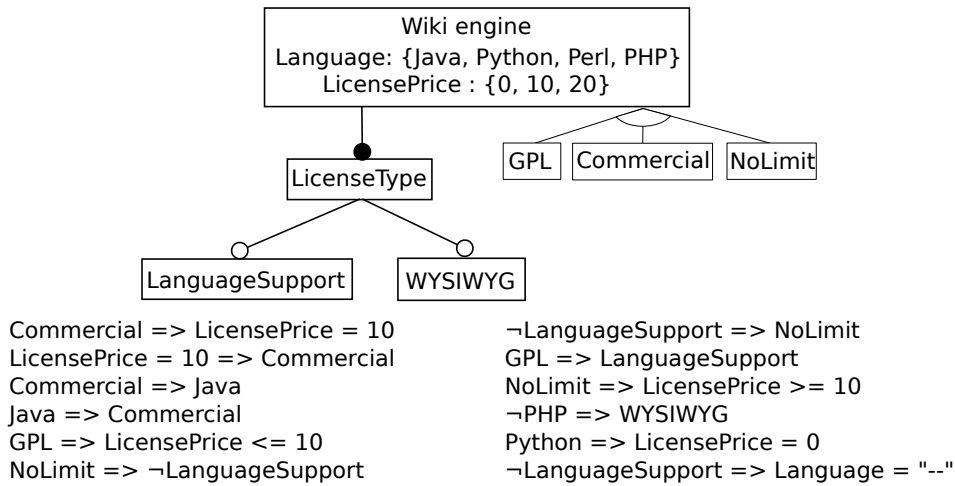 Wiki engine
Language: {Java, Python, Perl, PHP}
LicensePrice : {0, 10, 20}
GPL
Commercial
NoLimit
LicenseType
LanguageSupport
WYSIWYG
Commercial => LicensePrice = 10
LicensePrice = 10 => Commercial
Commercial => Java
Java => Commercial
GPL => LicensePrice <= 10
NoLimit => ¬LanguageSupport
¬LanguageSupport => NoLimit
GPL => LanguageSupport
NoLimit => LicensePrice >= 10
¬PHP => WYSIWYG
Python => LicensePrice = 0
¬LanguageSupport => Language = "--"